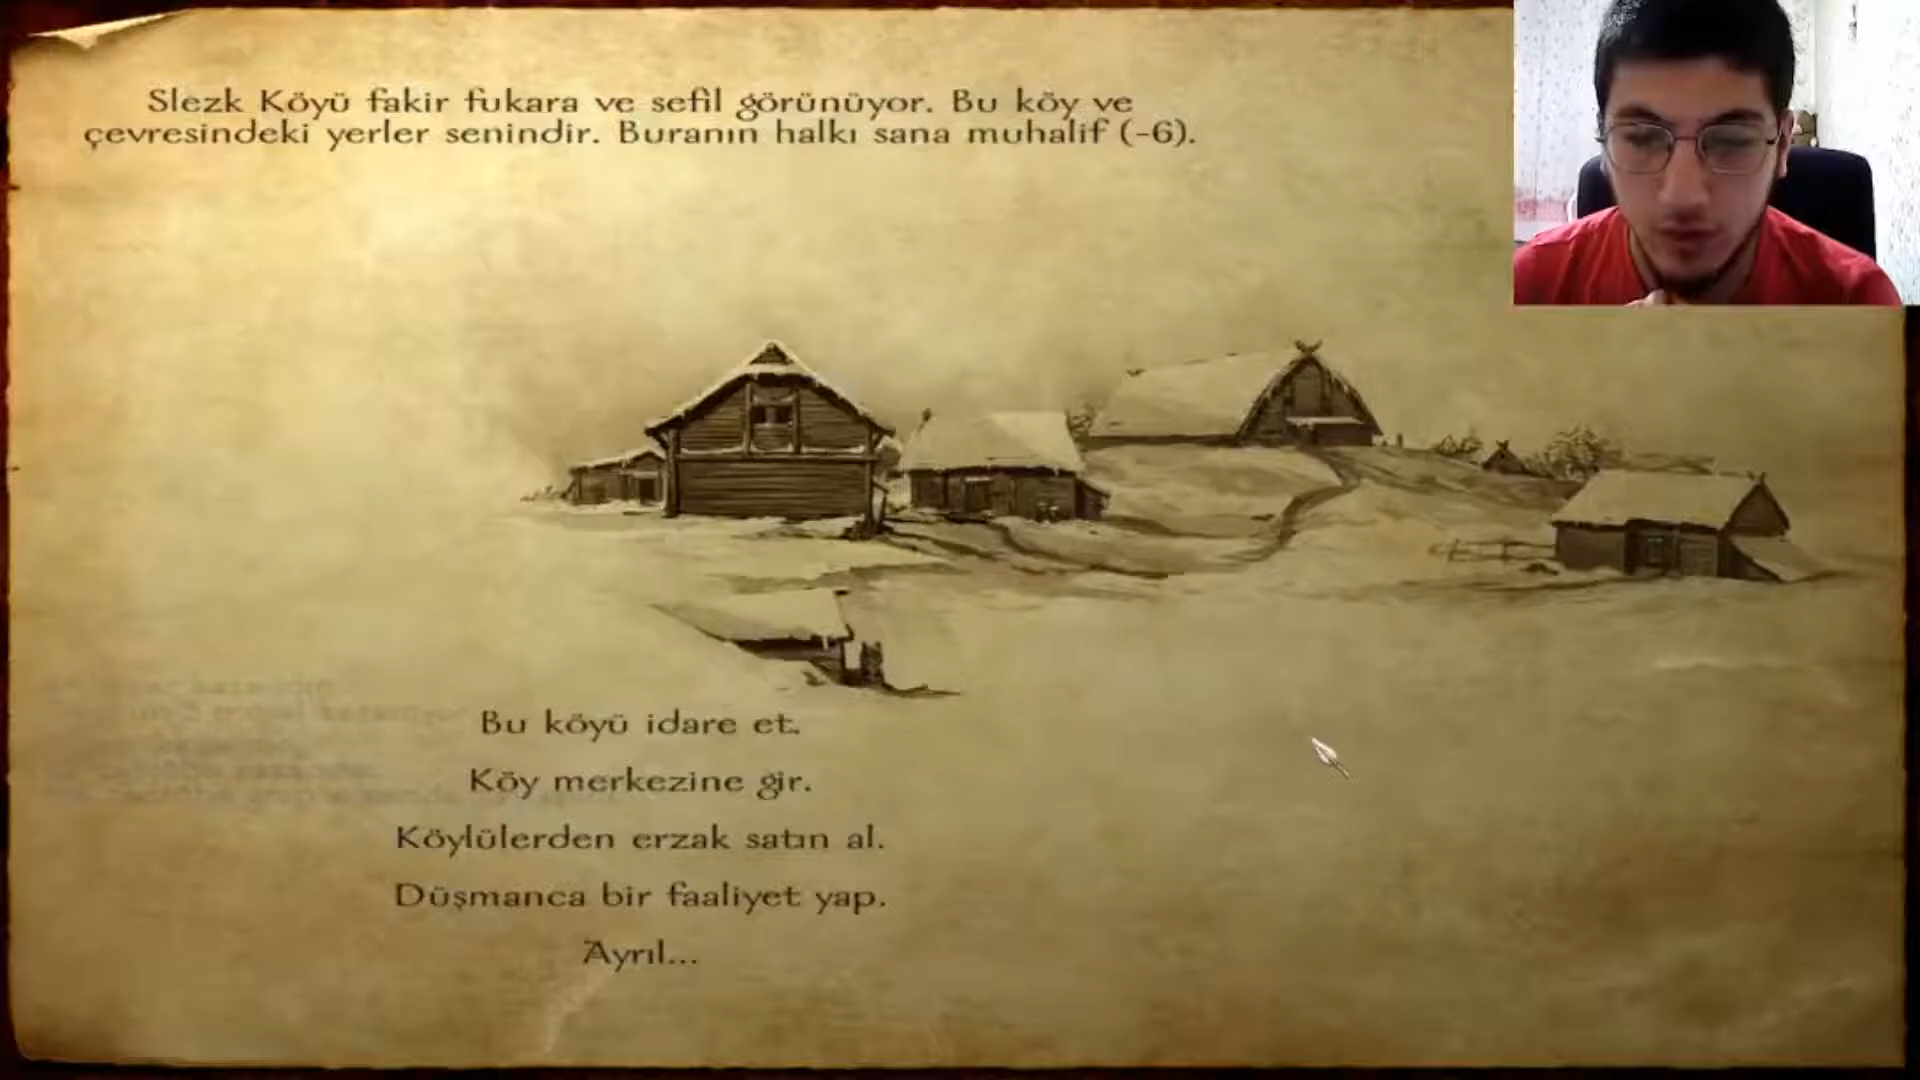 Slezk Köyü fakir fukara ve sefil görünüyor. Bu köy ve
çevresindeki yerler senindir. Buranın halkı sana muhalif (-6).
Bu köyü idare et.
Köy merkezine gir.
Köylülerden erzak satın al.
Düşmanca bir faaliyet yap.
Ayrıl...